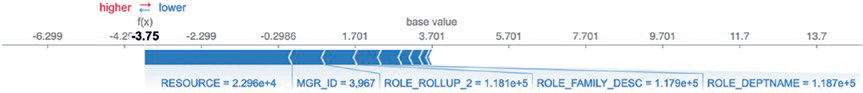 higher ⇄ lower
f(x) base value
-6.299 -4.29 -3.75 -2.299 -0.2986 1.701 3.701 5.701 7.701 9.701 11.7 13.7
RESOURCE = 2.296e+4 MGR_ID = 3,967 ROLE_ROLLUP_2 = 1.181e+5 ROLE_FAMILY_DESC = 1.179e+5 ROLE_DEPTNAME = 1.187e+5